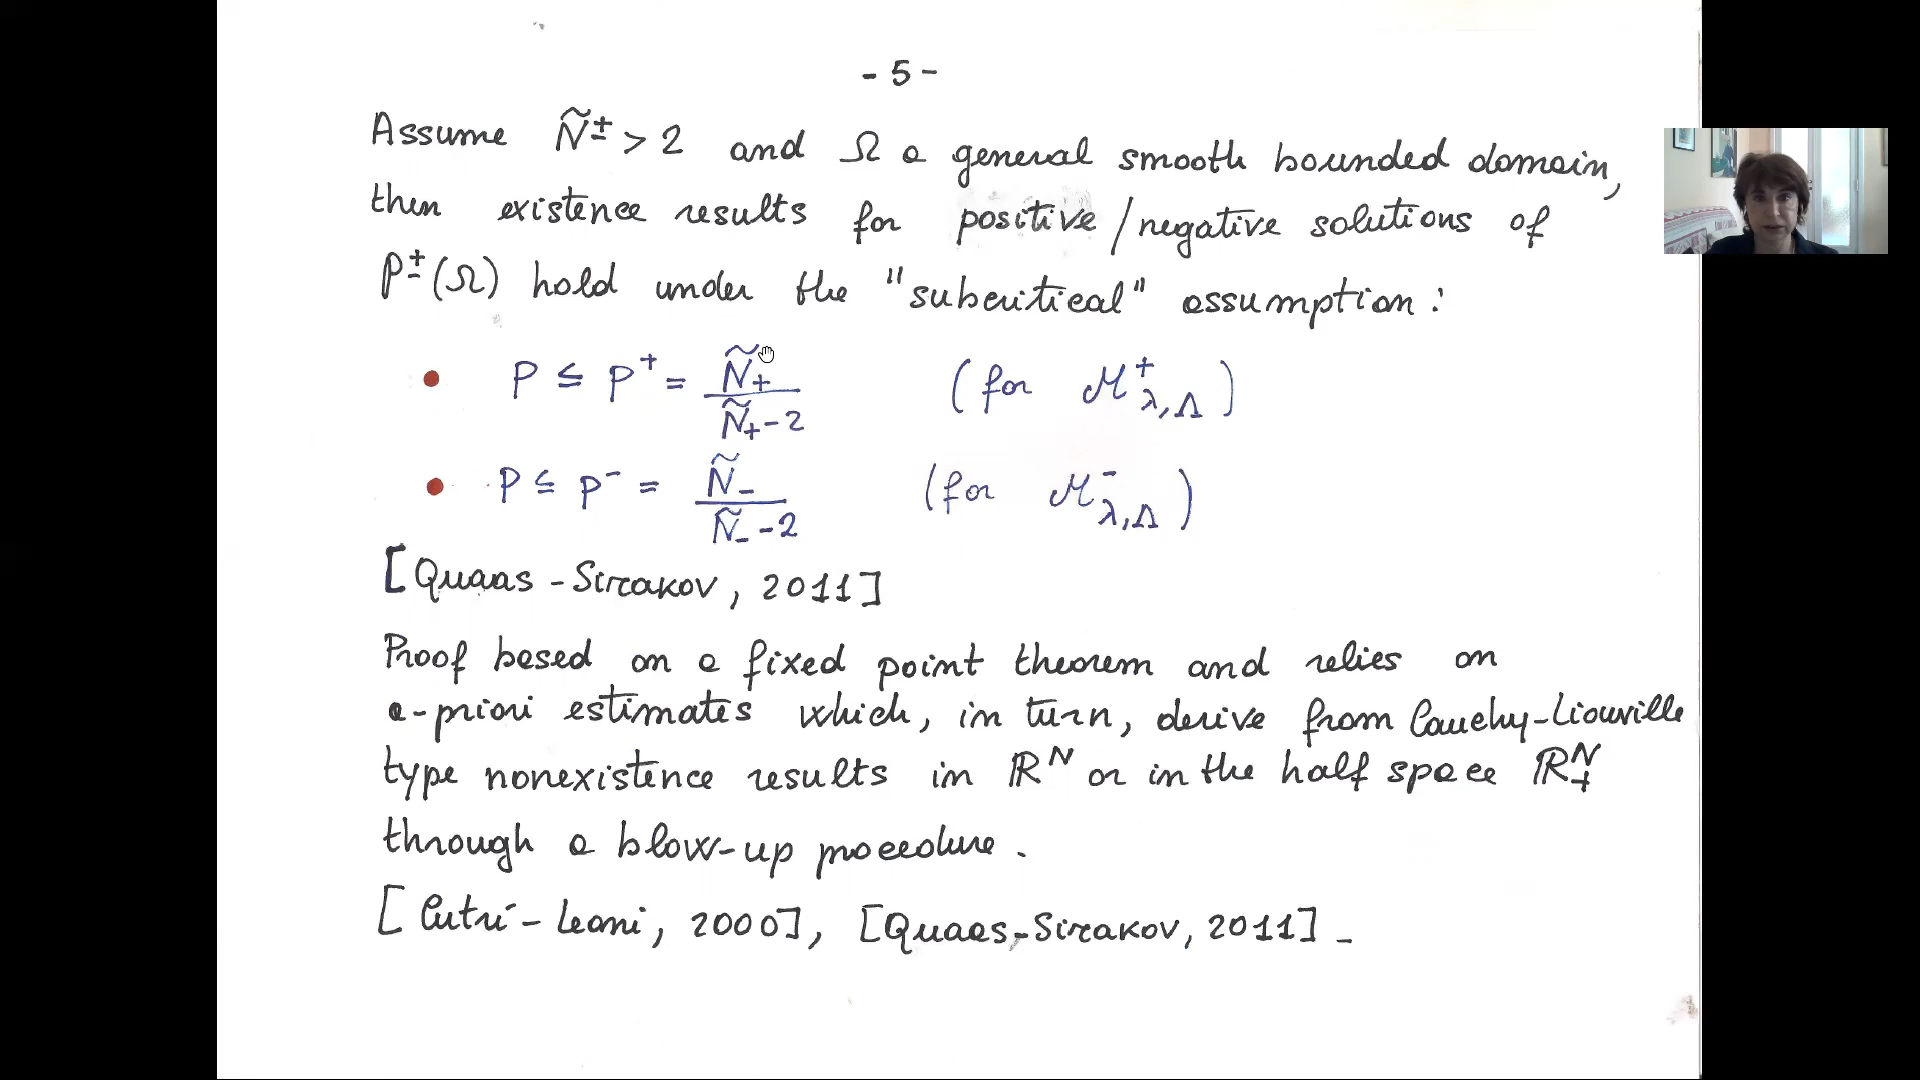 - 5 -
Assume Ñ± > 2 and Ω a general smooth bounded domain,
then existence results for positive/negative solutions of
P±(Ω) hold under the "subcritical" assumption:
• p ≤ p⁺ = Ñ₊ / (Ñ₊ - 2) (for M⁺λ,Λ)
• p ≤ p⁻ = Ñ₋ / (Ñ₋ - 2) (for M⁻λ,Λ)
[Quaas - Sirakov, 2011]
Proof based on a fixed point theorem and relies on
a-priori estimates which, in turn, derive from Cauchy-Liouville
type nonexistence results in ℝᴺ or in the half space ℝᴺ₊
through a blow-up procedure.
[Cutrí - Leoni, 2000], [Quaas-Sirakov, 2011] -